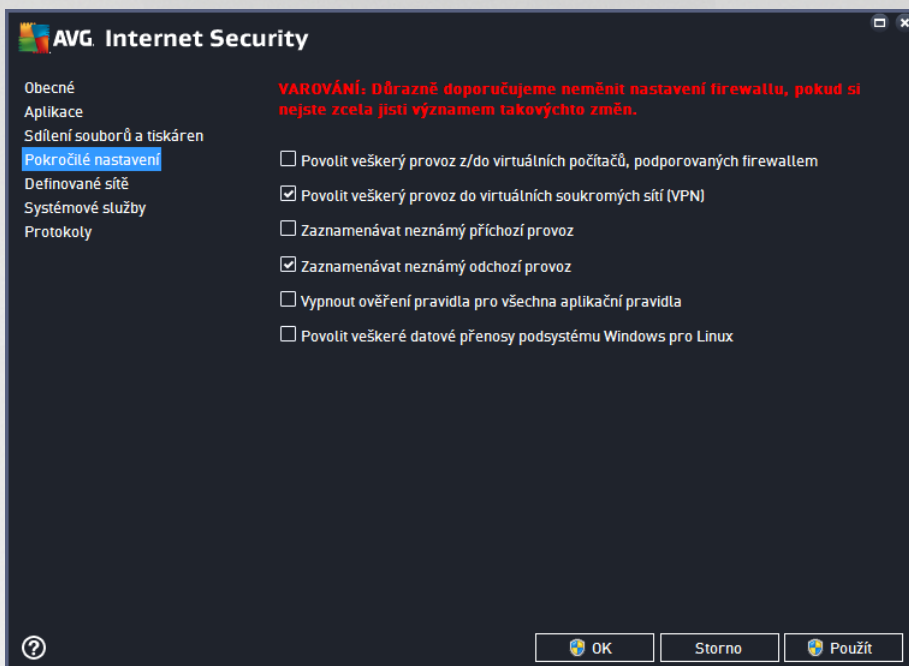 AVG. Internet Security
Obecné
Aplikace
Sdílení souborů a tiskáren
Pokročilé nastavení
Definované sítě
Systémové služby
Protokoly
VAROVÁNÍ: Důrazně doporučujeme neměnit nastavení firewallu, pokud si
nejste zcela jisti významem takovýchto změn.
Povolit veškerý provoz z/do virtuálních počítačů, podporovaných firewallem
Povolit veškerý provoz do virtuálních soukromých sítí (VPN)
Zaznamenávat neznámý příchozí provoz
Zaznamenávat neznámý odchozí provoz
Vypnout ověření pravidla pro všechna aplikační pravidla
Povolit veškeré datové přenosy podsystému Windows pro Linux
?
OK
Storno
Použít